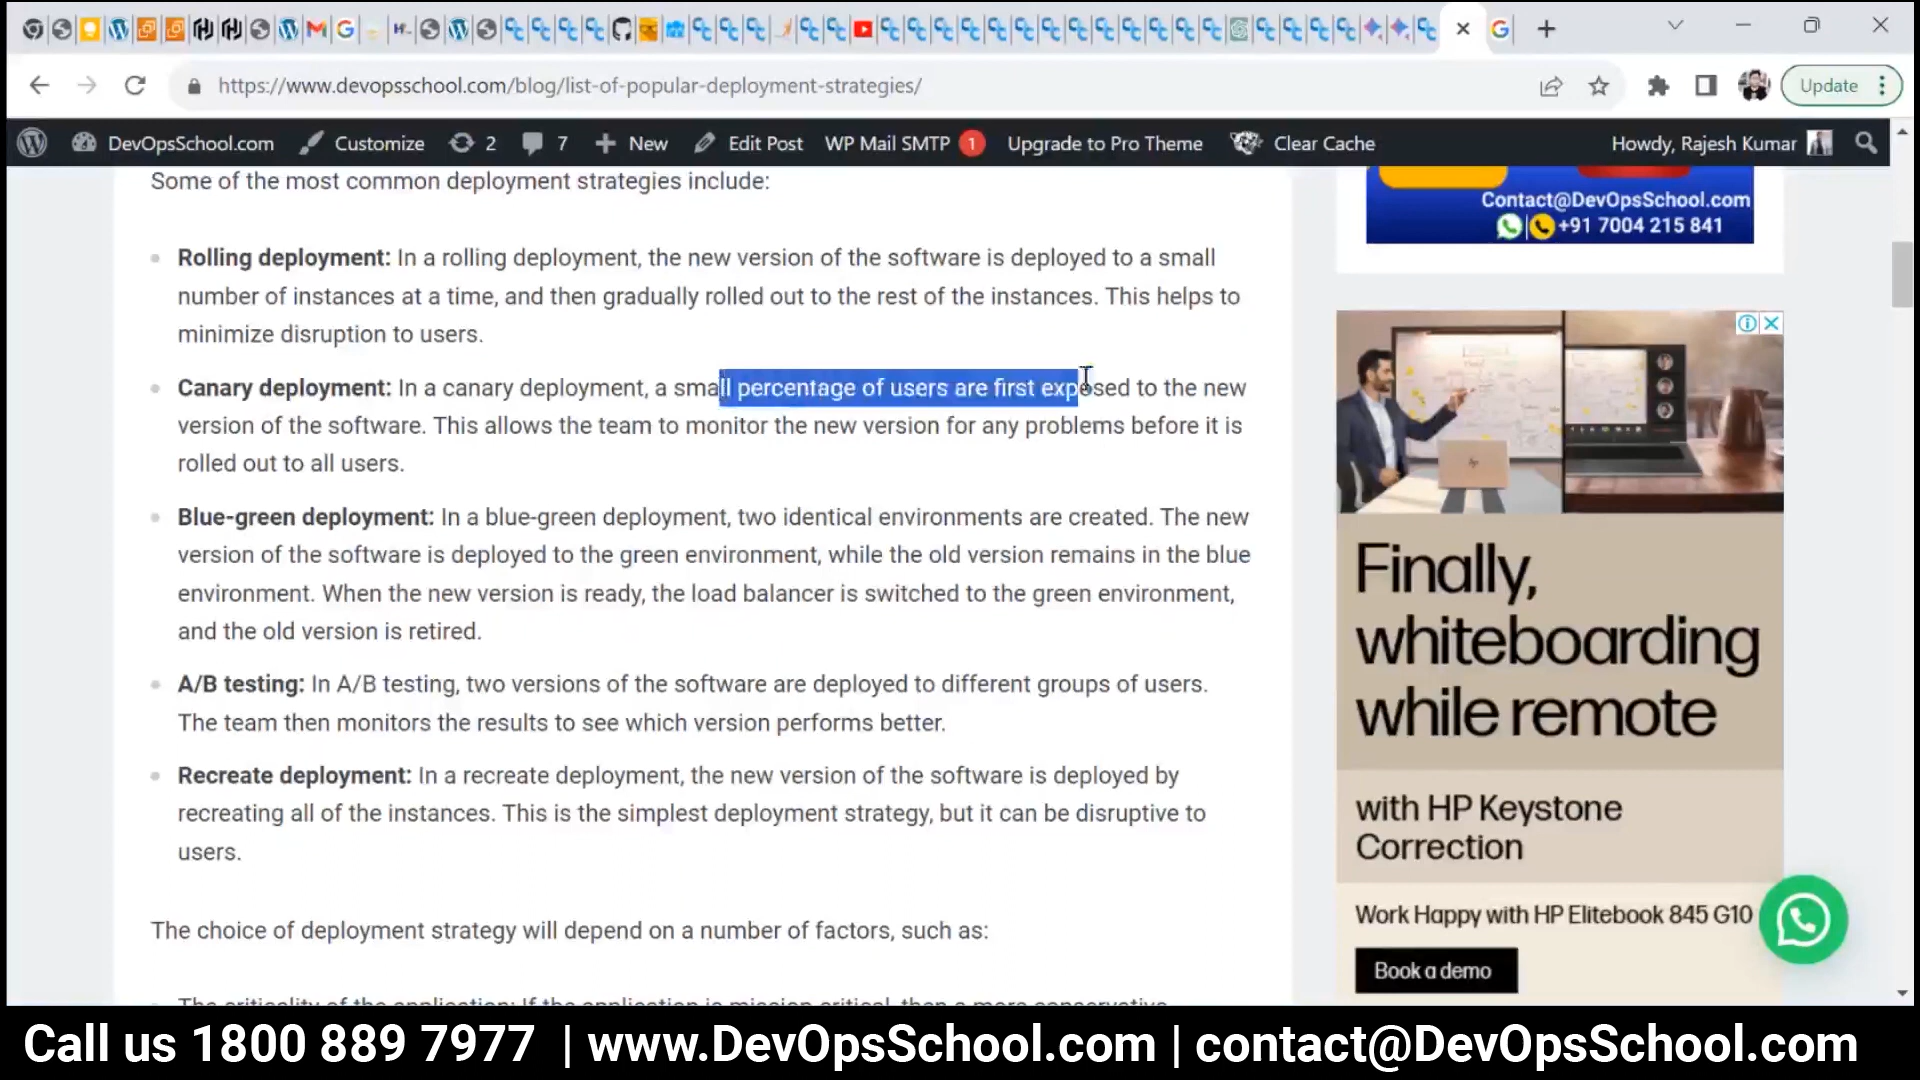 https://www.devopsschool.com/blog/list-of-popular-deployment-strategies/
Update
DevOpsSchool.com
Customize
2
7
New
Edit Post
WP Mail SMTP 1
Upgrade to Pro Theme
Clear Cache
Howdy, Rajesh Kumar
Some of the most common deployment strategies include:
Rolling deployment: In a rolling deployment, the new version of the software is deployed to a small
number of instances at a time, and then gradually rolled out to the rest of the instances. This helps to
minimize disruption to users.
Canary deployment: In a canary deployment, a small percentage of users are first exposed to the new
version of the software. This allows the team to monitor the new version for any problems before it is
rolled out to all users.
Blue-green deployment: In a blue-green deployment, two identical environments are created. The new
version of the software is deployed to the green environment, while the old version remains in the blue
environment. When the new version is ready, the load balancer is switched to the green environment,
and the old version is retired.
A/B testing: In A/B testing, two versions of the software are deployed to different groups of users.
The team then monitors the results to see which version performs better.
Recreate deployment: In a recreate deployment, the new version of the software is deployed by
recreating all of the instances. This is the simplest deployment strategy, but it can be disruptive to
users.
The choice of deployment strategy will depend on a number of factors, such as:
The criticality of the application: If the application is mission critical, then a more conservative
Contact@DevOpsSchool.com
+91 7004 215 841
Finally,
whiteboarding
while remote
with HP Keystone
Correction
Work Happy with HP Elitebook 845 G10
Book a demo
Call us 1800 889 7977 | www.DevOpsSchool.com | contact@DevOpsSchool.com